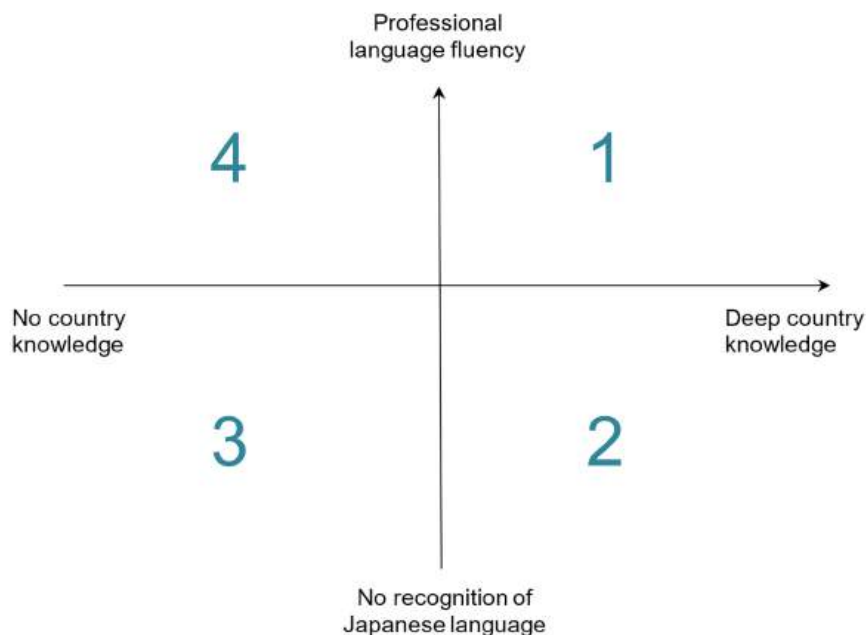 Professional
language fluency
4
1
No country
knowledge
Deep country
knowledge
3
2
No recognition of
Japanese language